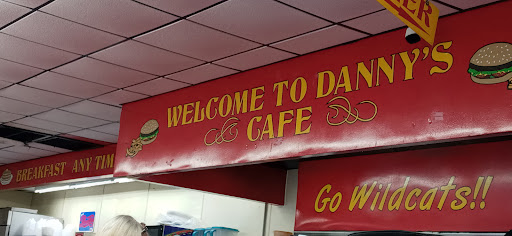 WELCOME TO DANNY'S
CAFE
BREAKFAST ANY TIM
Go Wildcats!!